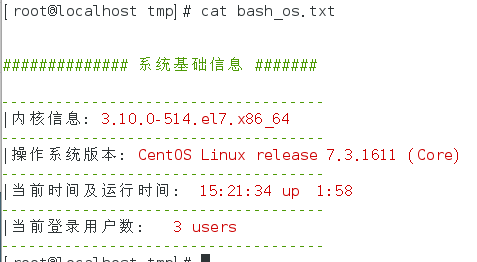 [root@localhost tmp]# cat bash_os.txt
############## 系统基础信息 #######
------------------------------------
|内核信息: 3.10.0-514.el7.x86_64
------------------------------------
|操作系统版本: CentOS Linux release 7.3.1611 (Core)
------------------------------------
|当前时间及运行时间: 15:21:34 up 1:58
------------------------------------
|当前登录用户数: 3 users
------------------------------------
[root@localhost tmp]#